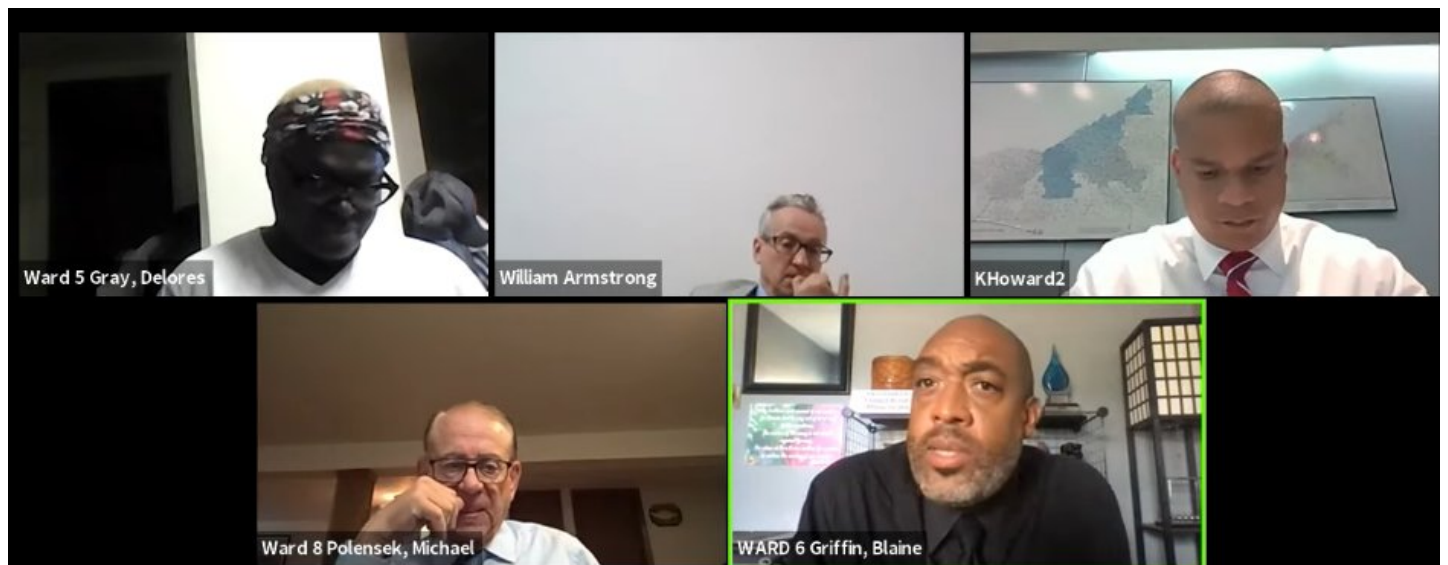 Ward 5 Gray, Delores
William Armstrong
KHoward2
Ward 8 Polensek, Michael
WARD 6 Griffin, Blaine